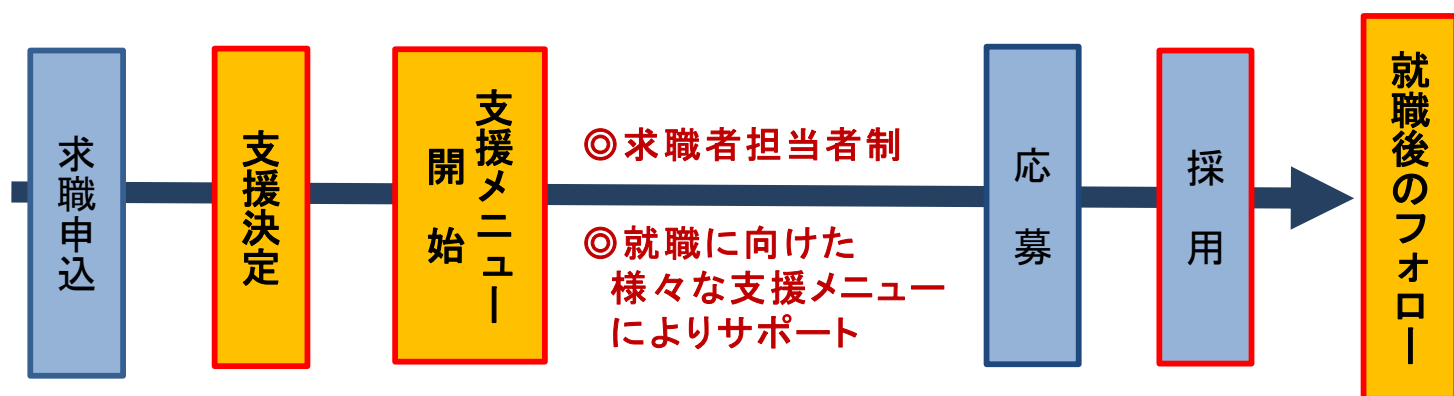 求職申込
支援決定
支援メニュー
開始
◎求職者担当者制
◎就職に向けた
様々な支援メニュー
によりサポート
応募
採用
就職後のフォロー